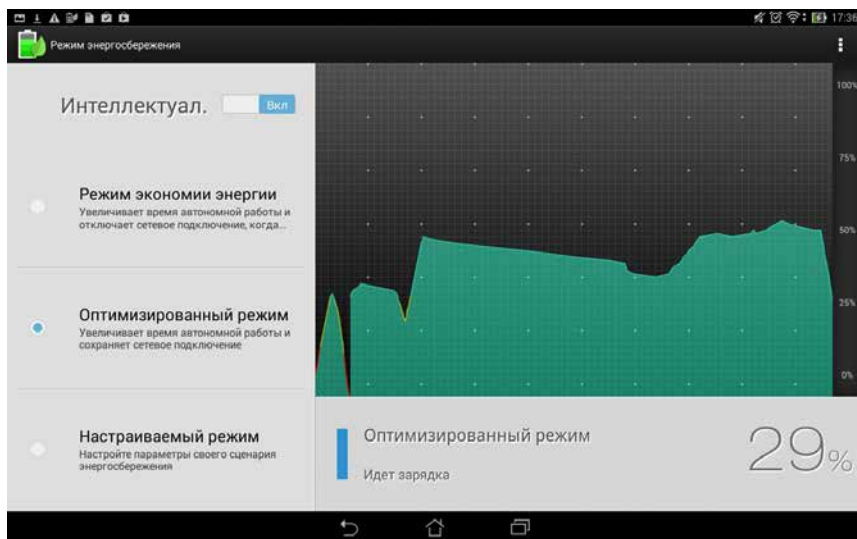 17:36
Режим энергосбережения
Интеллектуал.
Вкл
Режим экономии энергии
Увеличивает время автономной работы и
отключает сетевое подключение, когда...
Оптимизированный режим
Увеличивает время автономной работы и
сохраняет сетевое подключение
Настраиваемый режим
Настройте параметры своего сценария
энергосбережения
100%
75%
50%
25%
0%
Оптимизированный режим
Идет зарядка
29%